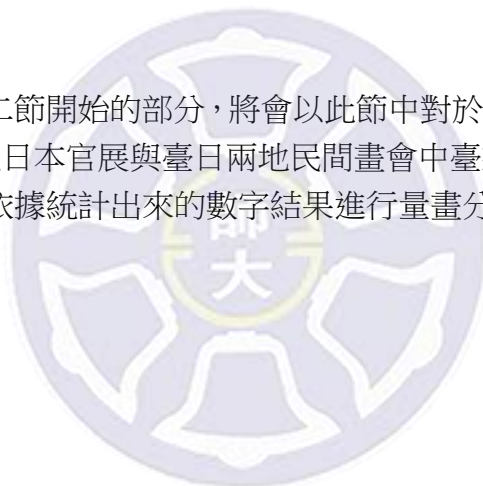 二節開始的部分，將會以此節中對於
日本官展與臺日兩地民間畫會中臺
依據統計出來的數字結果進行量畫分
師
大